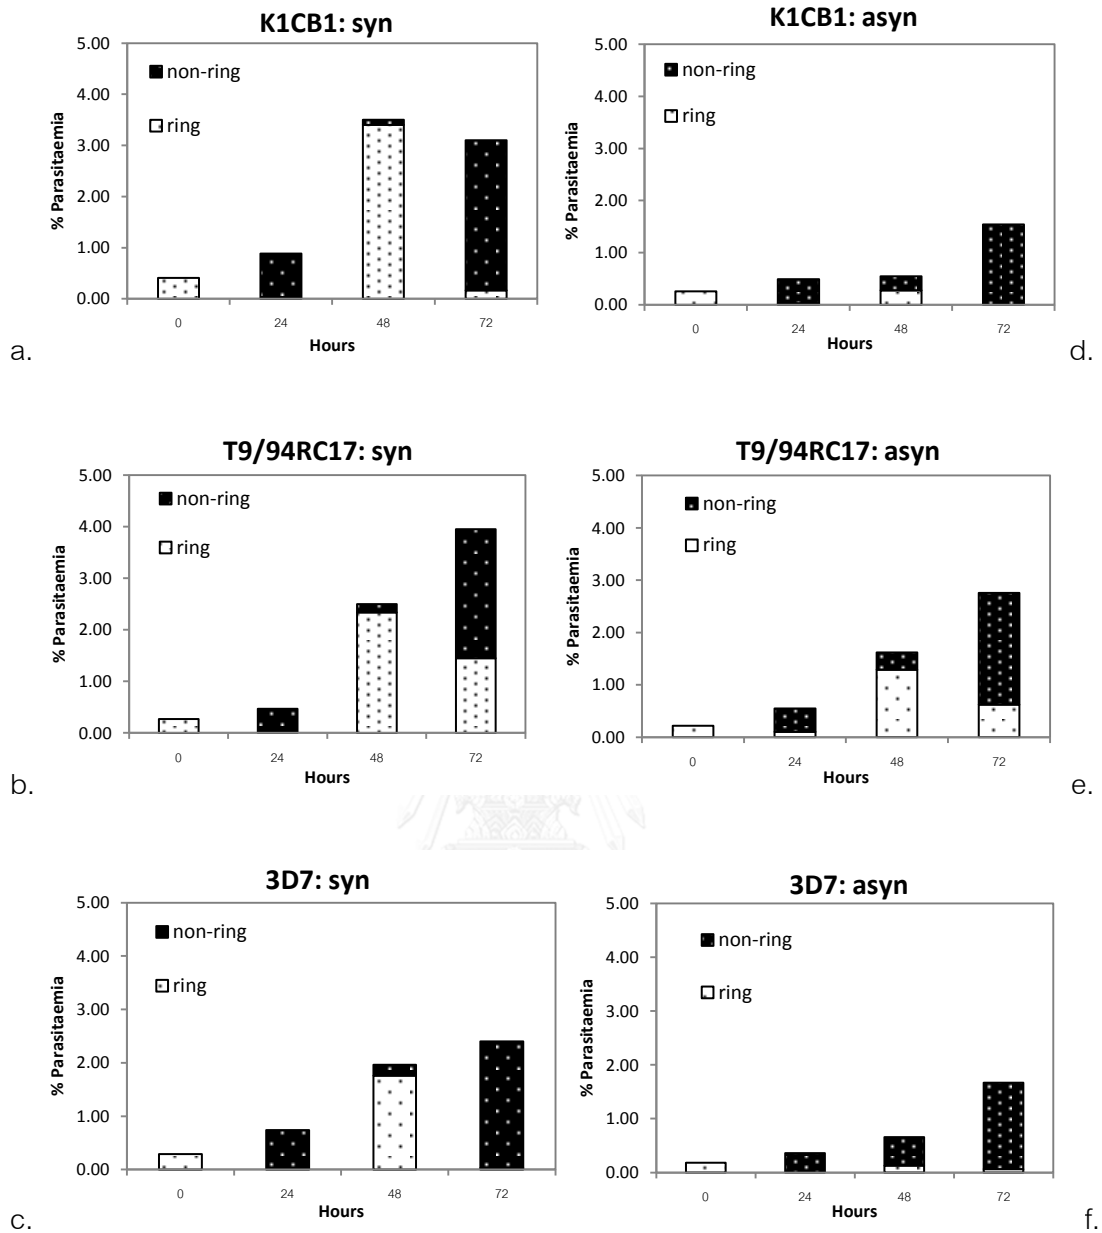 K1CB1: syn
% Parasitaemia
5.00
4.00
3.00
2.00
1.00
0.00
non-ring
ring
0 24 48 72
Hours
a.
K1CB1: asyn
% Parasitaemia
5.00
4.00
3.00
2.00
1.00
0.00
non-ring
ring
0 24 48 72
Hours
d.
T9/94RC17: syn
% Parasitaemia
5.00
4.00
3.00
2.00
1.00
0.00
non-ring
ring
0 24 48 72
Hours
b.
T9/94RC17: asyn
% Parasitaemia
5.00
4.00
3.00
2.00
1.00
0.00
non-ring
ring
0 24 48 72
Hours
e.
3D7: syn
% Parasitaemia
5.00
4.00
3.00
2.00
1.00
0.00
non-ring
ring
0 24 48 72
Hours
c.
3D7: asyn
% Parasitaemia
5.00
4.00
3.00
2.00
1.00
0.00
non-ring
ring
0 24 48 72
Hours
f.